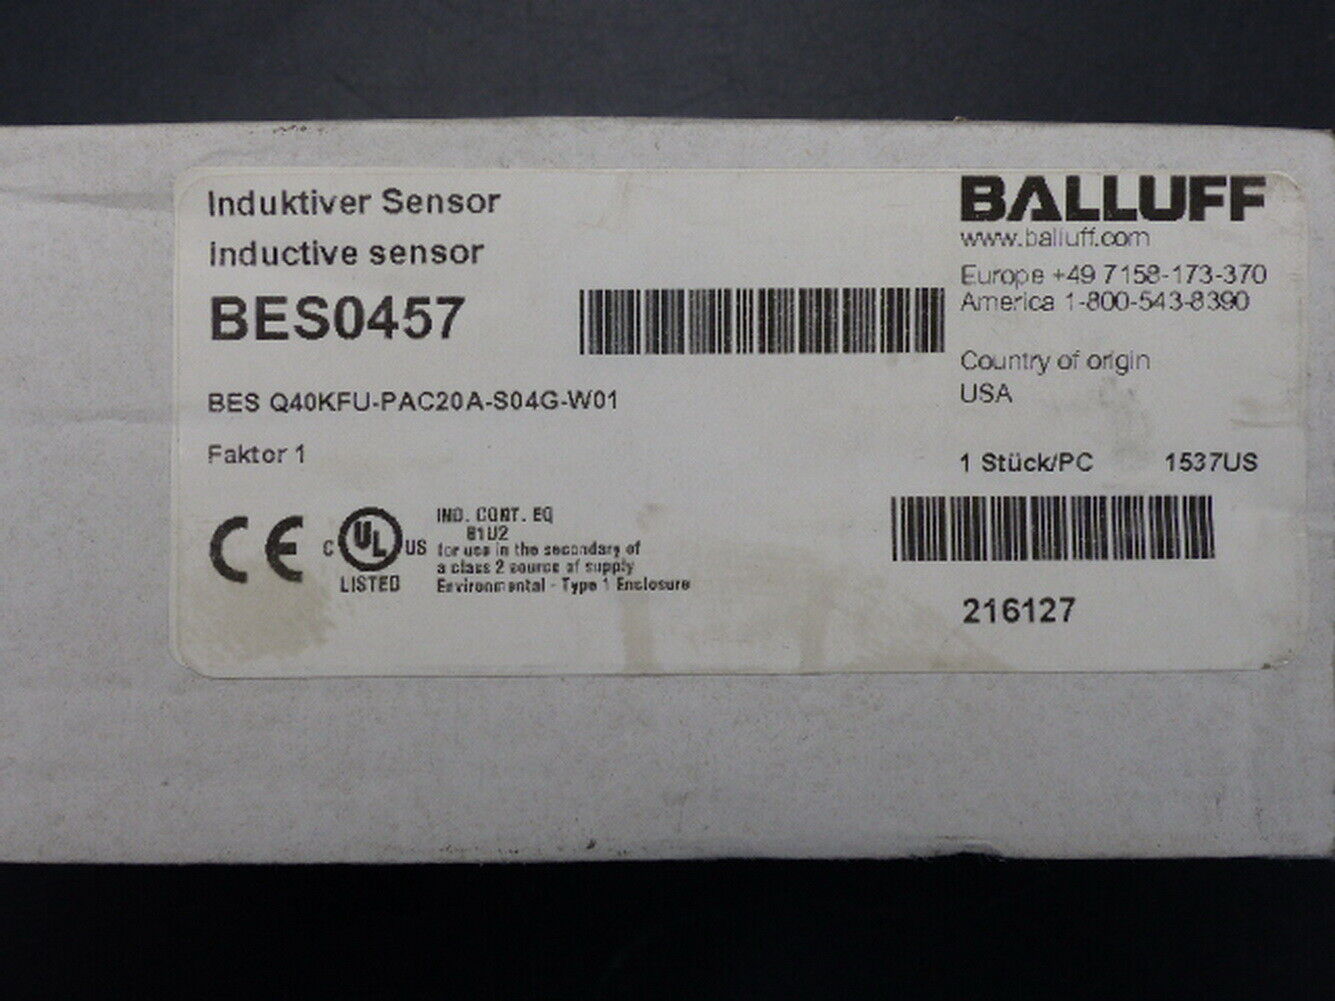 Induktiver Sensor
Inductive sensor
BES0457
BES Q40KFU-PAC20A-S04G-W01
Faktor 1
CE
C UL US
LISTED
IND. CONT. EQ
81U2
for use in the secondary of
a class 2 source of supply
Environmental - Type 1 Enclosure
BALLUFF
www.balluff.com
Europe +49 7158-173-370
America 1-800-543-8390
Country of origin
USA
1 Stück/PC 1537US
216127